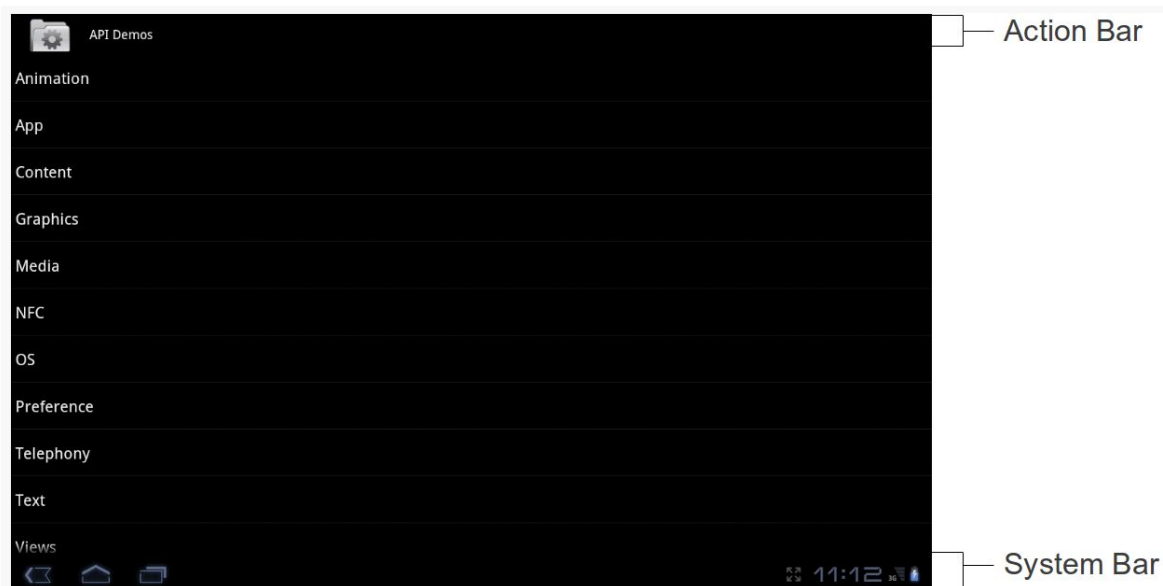 API Demos
Action Bar
Animation
App
Content
Graphics
Media
NFC
OS
Preference
Telephony
Text
Views
11:12
3G
System Bar